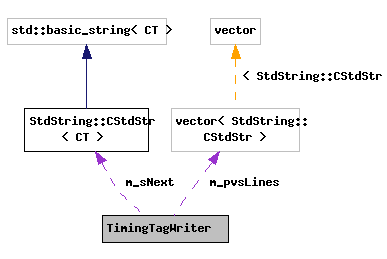 std::basic_string< CT >
vector
< StdString::CStdStr
StdString::CStdStr
< CT >
vector< StdString::
CStdStr >
m_sNext
m_pvsLines
TimingTagWriter